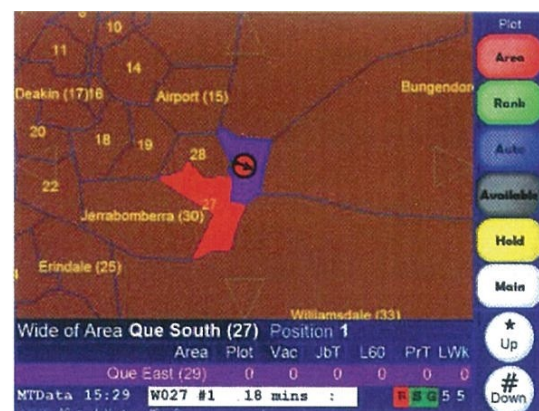 10
11
14
Deakin (17)16
Airport (15)
Bungendor
20
18
19
28
22
27
Jerrabomberra (30)
Erindale (25)
Williamsdale (33)
Wide of Area Que South (27) Position 1
Area Plot Vac JbT L60 PrT LWk
Que East (29) 0 0 0 0 0 0
MTData 15:29 W027 #1 18 mins : R S G 5 5
Plot
Area
Rank
Auto
Available
Hold
Main
*
Up
#
Down